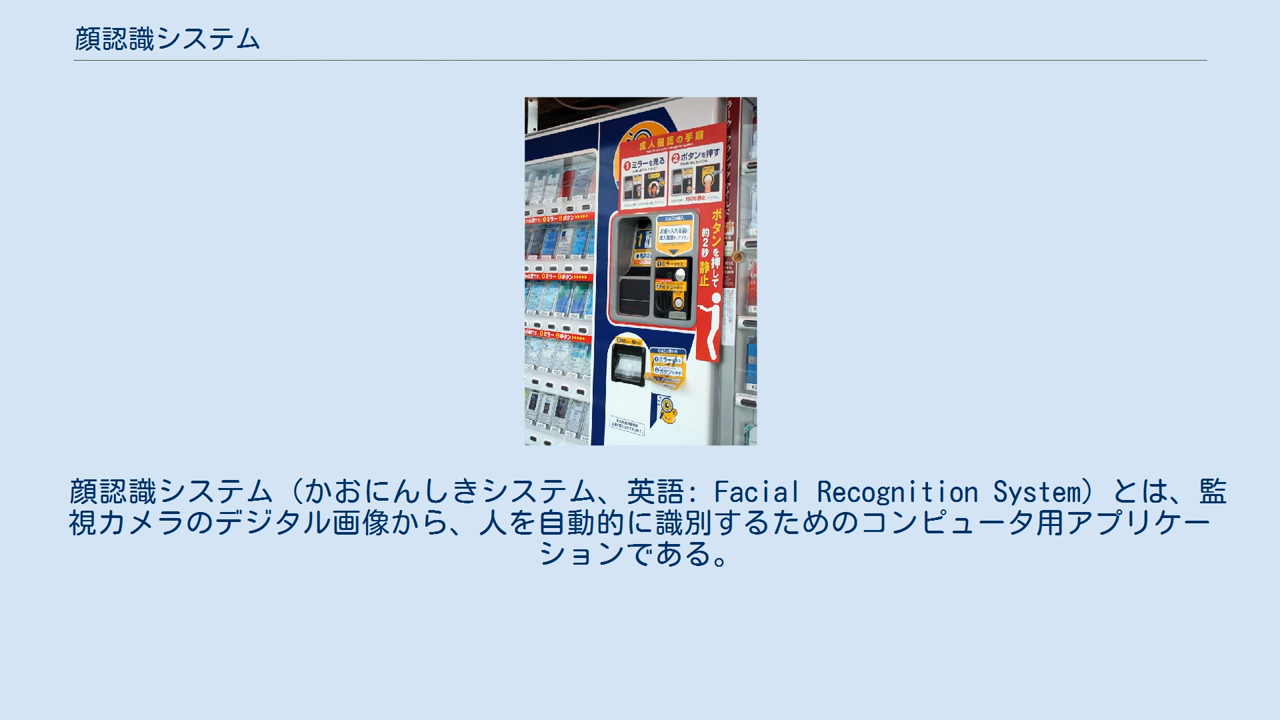 顔認識システム
成人確認の手順
1 ミラーを見る
2 ボタンを押す
ボタンを押して
約2秒 静止
顔認識システム（かおにんしきシステム、英語: Facial Recognition System）とは、監
視カメラのデジタル画像から、人を自動的に識別するためのコンピュータ用アプリケー
ションである。